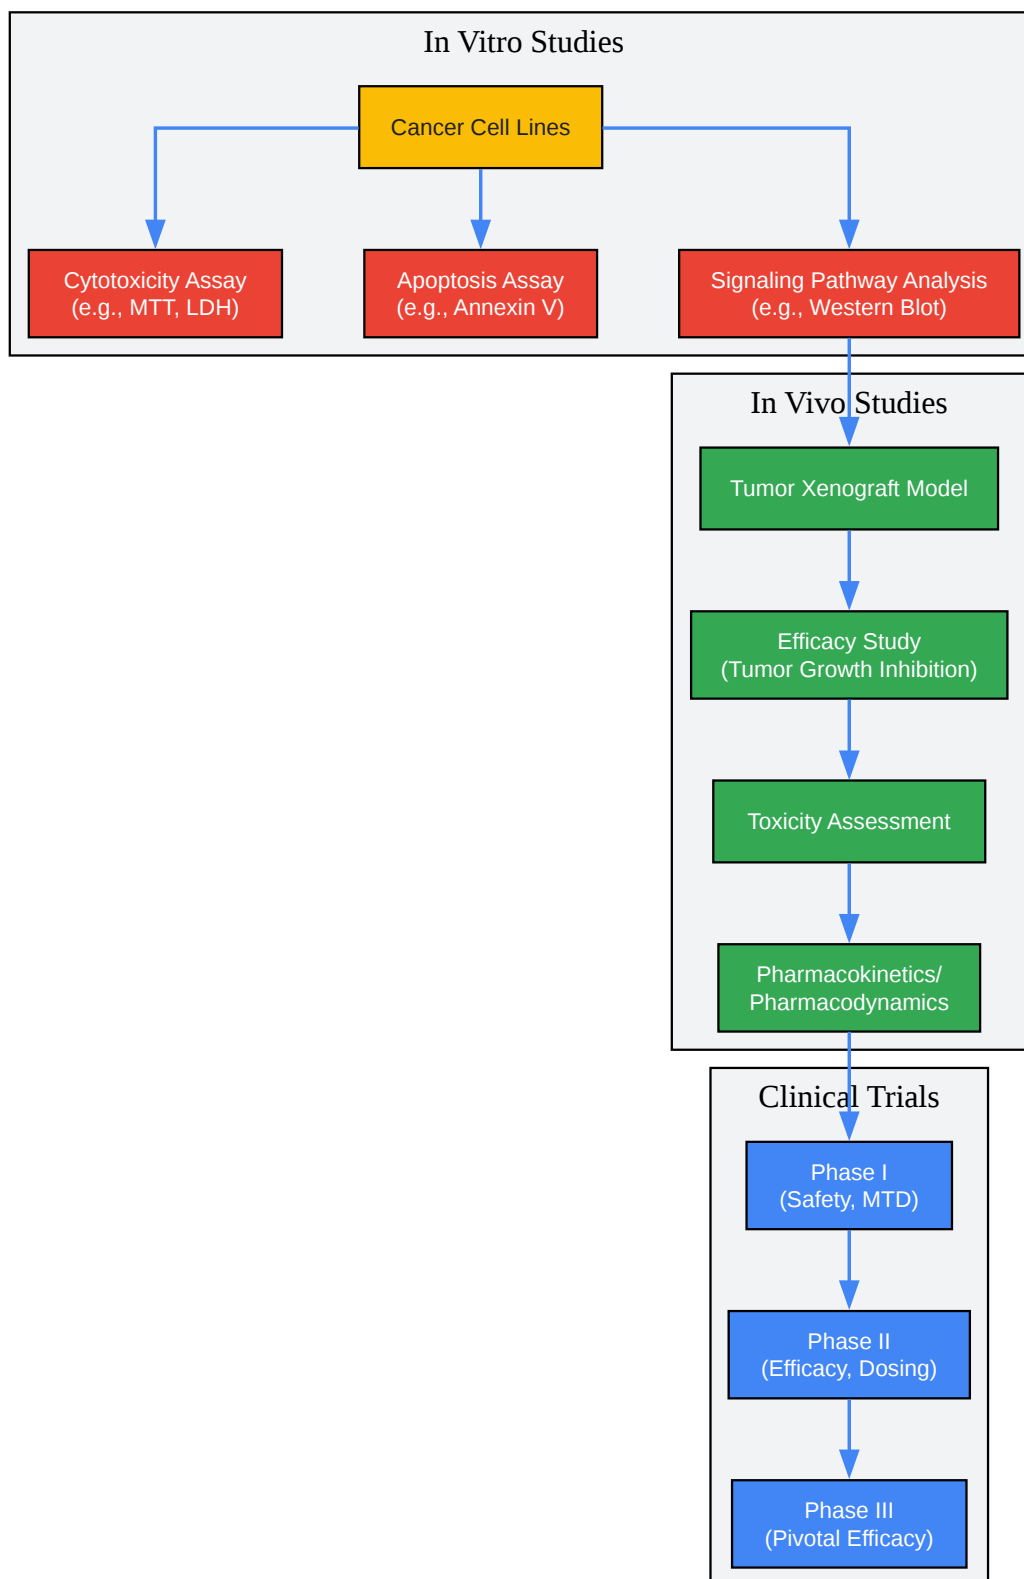 In Vitro Studies
Cancer Cell Lines
Cytotoxicity Assay
(e.g., MTT, LDH)
Apoptosis Assay
(e.g., Annexin V)
Signaling Pathway Analysis
(e.g., Western Blot)
In Vivo Studies
Tumor Xenograft Model
Efficacy Study
(Tumor Growth Inhibition)
Toxicity Assessment
Pharmacokinetics/
Pharmacodynamics
Clinical Trials
Phase I
(Safety, MTD)
Phase II
(Efficacy, Dosing)
Phase III
(Pivotal Efficacy)